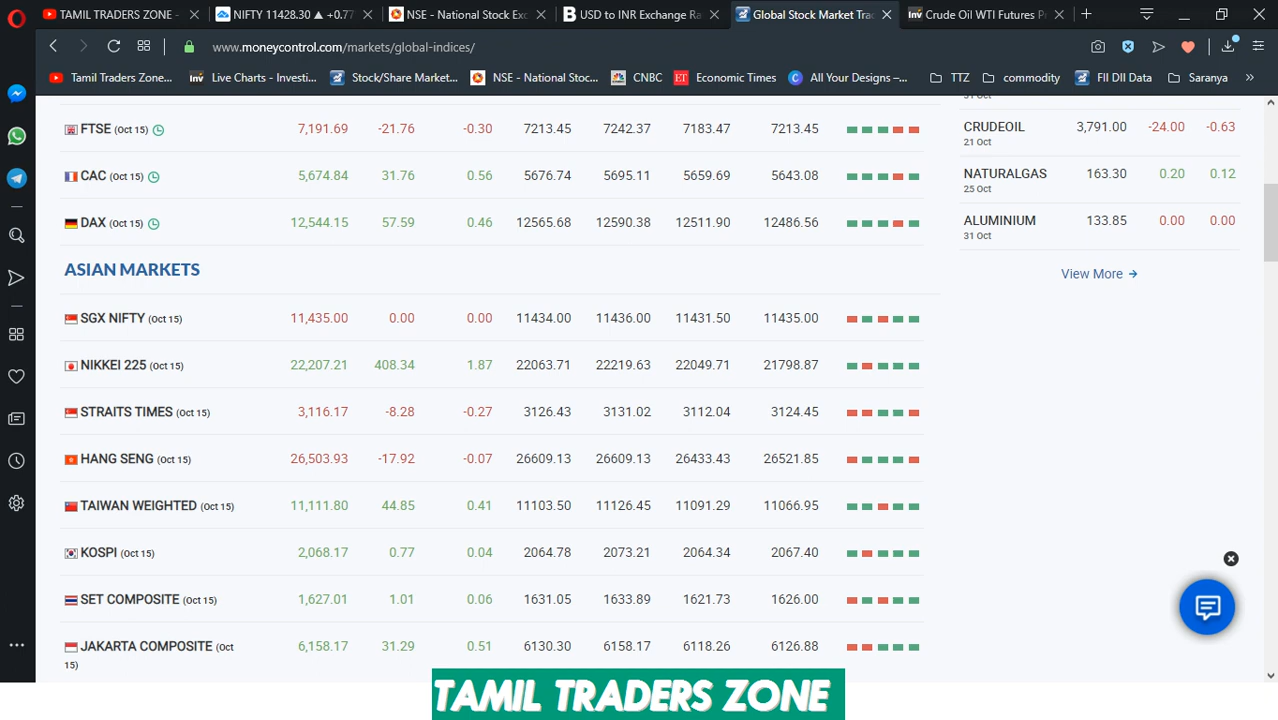 TAMIL TRADERS ZONE -
NIFTY 11428.30 ▲ +0.77
NSE - National Stock Exc
USD to INR Exchange Ra
Global Stock Market Trac
Crude Oil WTI Futures P
www.moneycontrol.com/markets/global-indices/
Tamil Traders Zone...
Inv Live Charts - Investi...
Stock/Share Market...
NSE - National Stoc...
CNBC
ET Economic Times
All Your Designs –...
TTZ
commodity
FII DII Data
Saranya
»
FTSE (Oct 15) 7,191.69 -21.76 -0.30 7213.45 7242.37 7183.47 7213.45
CAC (Oct 15) 5,674.84 31.76 0.56 5676.74 5695.11 5659.69 5643.08
DAX (Oct 15) 12,544.15 57.59 0.46 12565.68 12590.38 12511.90 12486.56
ASIAN MARKETS
SGX NIFTY (Oct 15) 11,435.00 0.00 0.00 11434.00 11436.00 11431.50 11435.00
NIKKEI 225 (Oct 15) 22,207.21 408.34 1.87 22063.71 22219.63 22049.71 21798.87
STRAITS TIMES (Oct 15) 3,116.17 -8.28 -0.27 3126.43 3131.02 3112.04 3124.45
HANG SENG (Oct 15) 26,503.93 -17.92 -0.07 26609.13 26609.13 26433.43 26521.85
TAIWAN WEIGHTED (Oct 15) 11,111.80 44.85 0.41 11103.50 11126.45 11091.29 11066.95
KOSPI (Oct 15) 2,068.17 0.77 0.04 2064.78 2073.21 2064.34 2067.40
SET COMPOSITE (Oct 15) 1,627.01 1.01 0.06 1631.05 1633.89 1621.73 1626.00
JAKARTA COMPOSITE (Oct 6,158.17 31.29 0.51 6130.30 6158.17 6118.26 6126.88
15)
31 Oct
CRUDEOIL 3,791.00 -24.00 -0.63
21 Oct
NATURALGAS 163.30 0.20 0.12
25 Oct
ALUMINIUM 133.85 0.00 0.00
31 Oct
View More →
TAMIL TRADERS ZONE